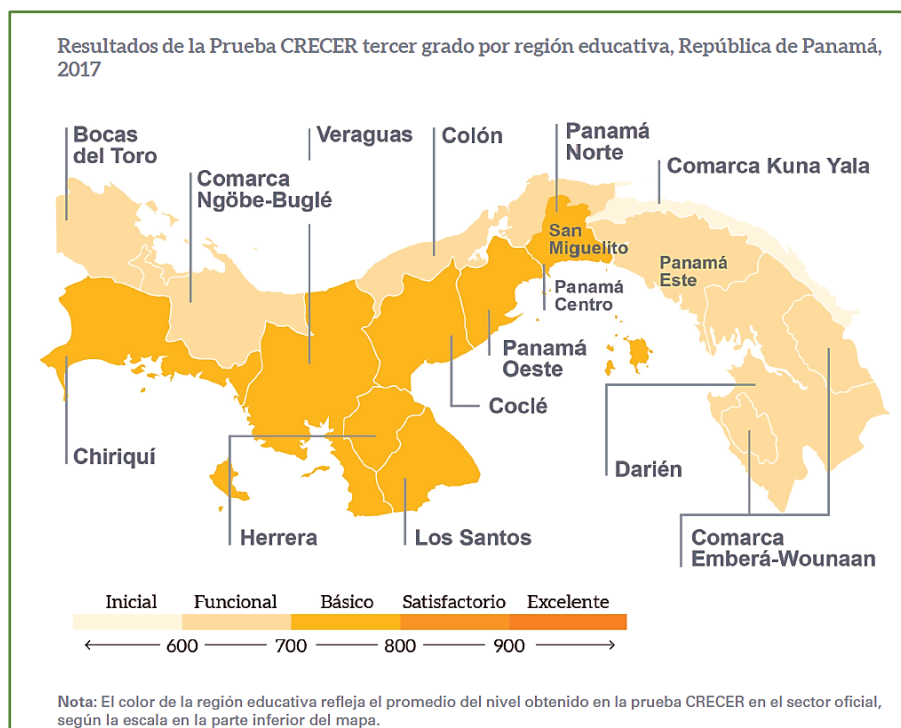 Resultados de la Prueba CRECER tercer grado por región educativa, República de Panamá,
2017
Bocas
del Toro
Veraguas
Colón
Panamá
Norte
Comarca Kuna Yala
Comarca
Ngöbe-Buglé
San
Miguelito
Panamá
Este
Panamá
Centro
Panamá
Oeste
Coclé
Chiriquí
Darién
Herrera
Los Santos
Comarca
Emberá-Wounaan
Inicial Funcional Básico Satisfactorio Excelente
600 700 800 900
Nota: El color de la región educativa refleja el promedio del nivel obtenido en la prueba CRECER en el sector oficial,
según la escala en la parte inferior del mapa.